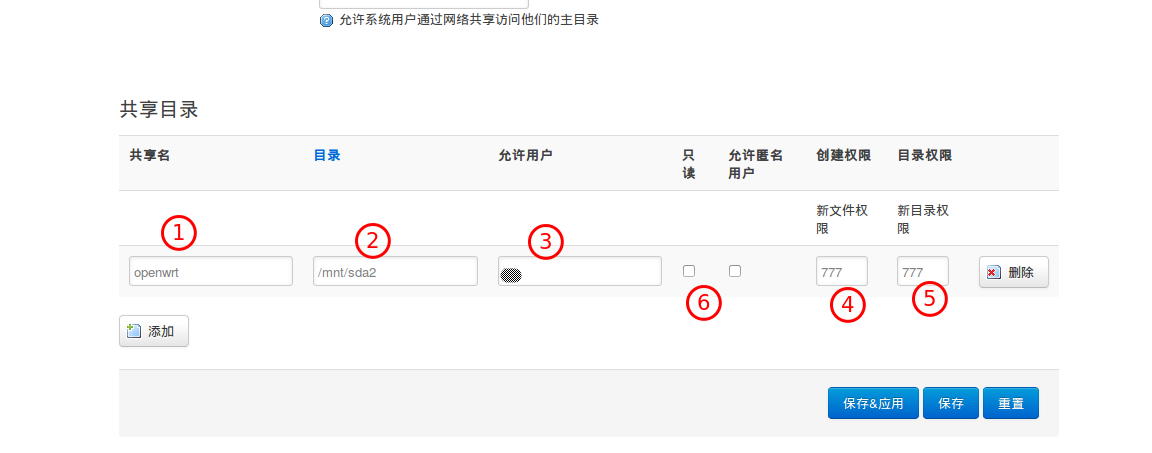 允许系统用户通过网络共享访问他们的主目录
共享目录
共享名 目录 允许用户 只读 允许匿名用户 创建权限 目录权限
新文件权限 新目录权限
1 2 3
openwrt /mnt/sda2 777 777 删除
6 4 5
添加
保存&应用 保存 重置